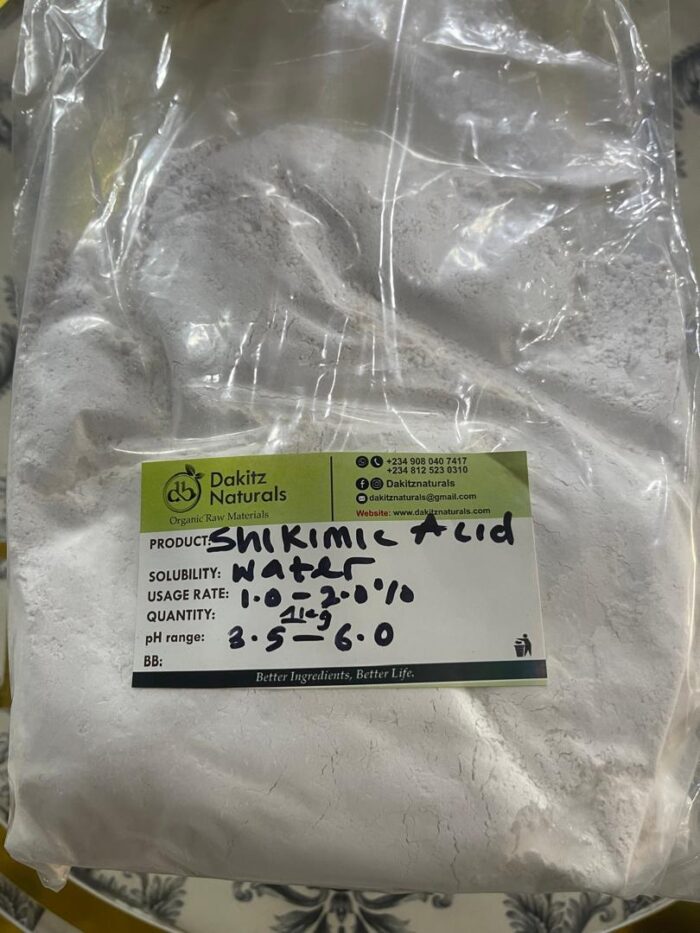 Dakitz
Naturals
Organic Raw Materials
+234 908 040 7417
+234 812 523 0310
Dakitznaturals
dakitznaturals@gmail.com
Website: www.dakitznaturals.com
PRODUCT: Shikimic Acid
SOLUBILITY: Water
USAGE RATE: 1.0 - 2.0%
QUANTITY: 1kg
pH range: 3.5 - 6.0
BB:
Better Ingredients, Better Life.